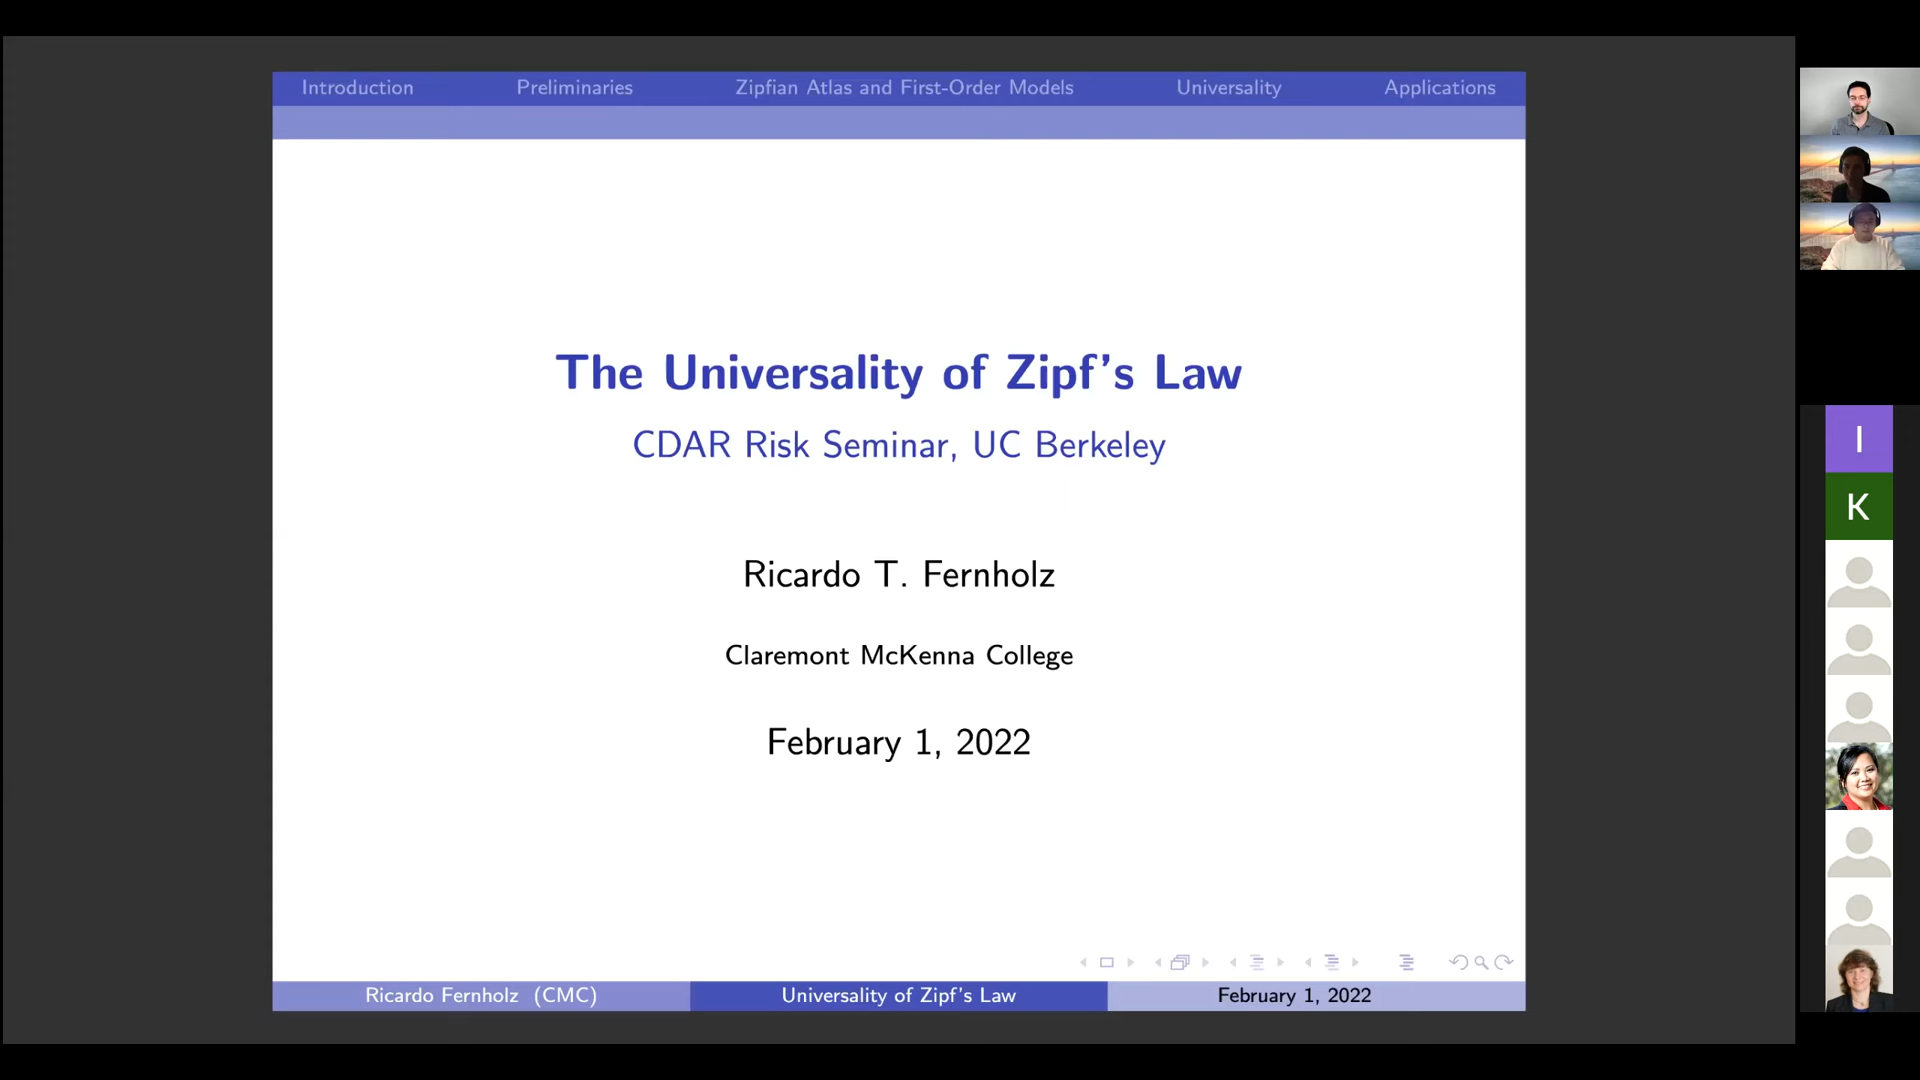 Introduction Preliminaries Zipfian Atlas and First-Order Models Universality Applications
The Universality of Zipf's Law
CDAR Risk Seminar, UC Berkeley
Ricardo T. Fernholz
Claremont McKenna College
February 1, 2022
Ricardo Fernholz (CMC) Universality of Zipf's Law February 1, 2022
I
K